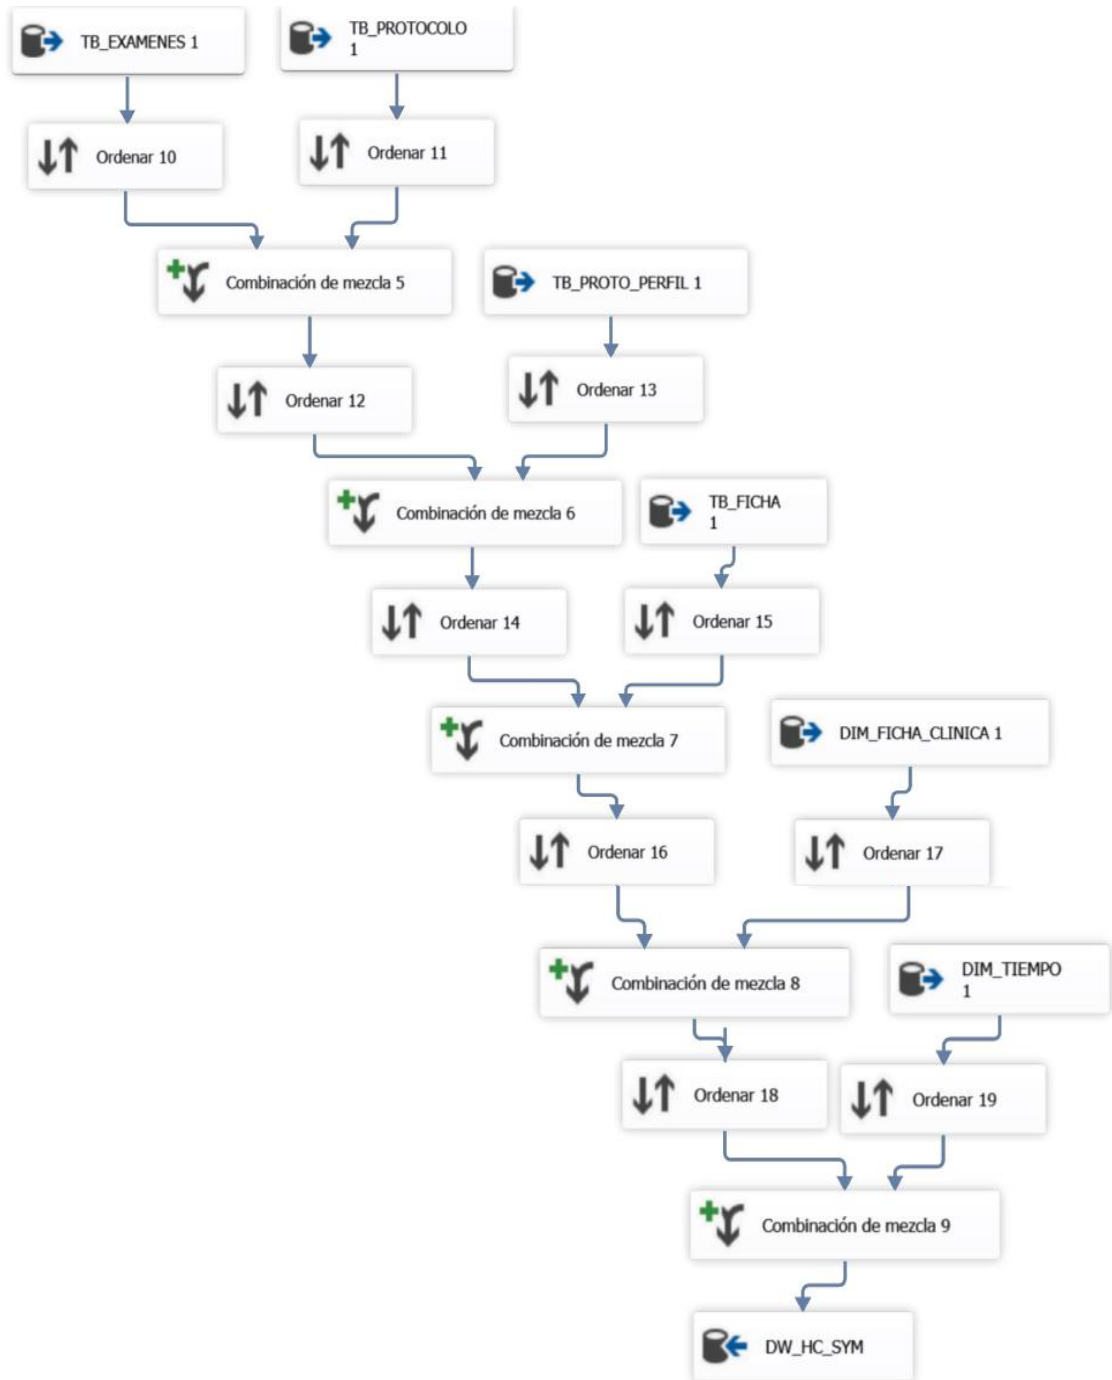 TB_EXAMENES 1
TB_PROTOCOLO
1
Ordenar 10
Ordenar 11
Combinación de mezcla 5
TB_PROTO_PERFIL 1
Ordenar 12
Ordenar 13
Combinación de mezcla 6
TB_FICHA
1
Ordenar 14
Ordenar 15
Combinación de mezcla 7
DIM_FICHA_CLINICA 1
Ordenar 16
Ordenar 17
Combinación de mezcla 8
DIM_TIEMPO
1
Ordenar 18
Ordenar 19
Combinación de mezcla 9
DW_HC_SYM